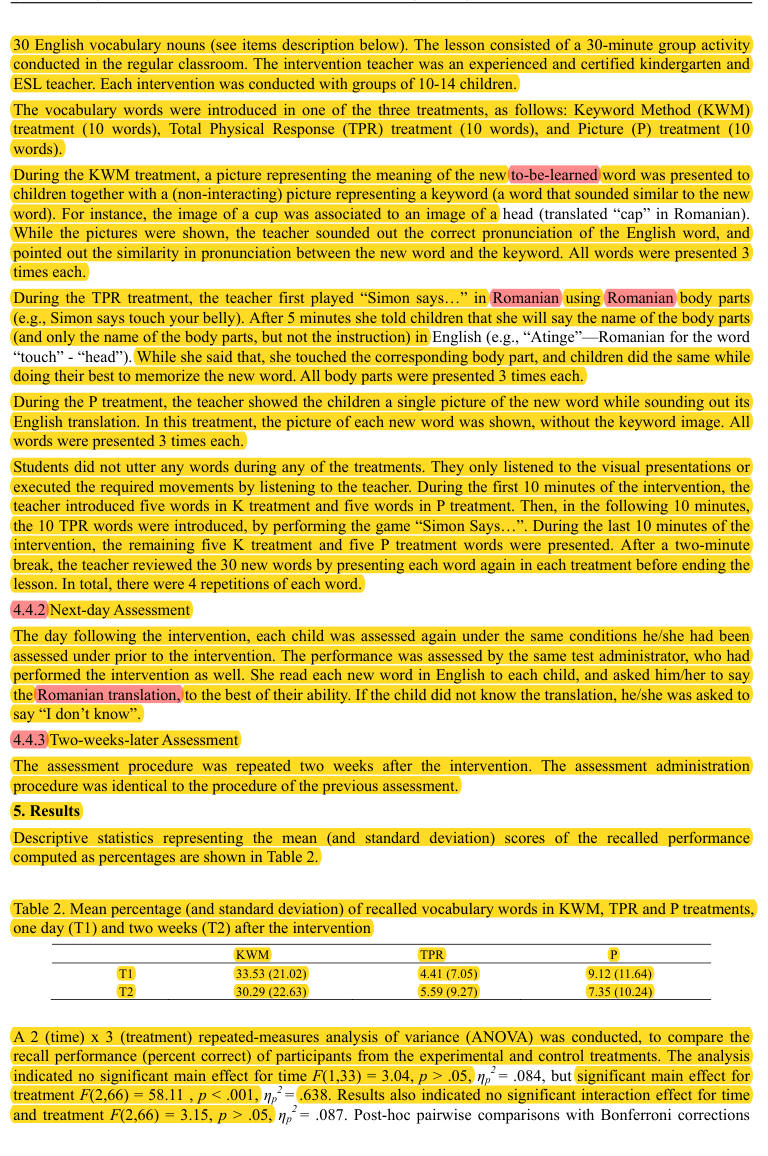 30 English vocabulary nouns (see items description below). The lesson consisted of a 30-minute group activity
conducted in the regular classroom. The intervention teacher was an experienced and certified kindergarten and
ESL teacher. Each intervention was conducted with groups of 10-14 children.
The vocabulary words were introduced in one of the three treatments, as follows: Keyword Method (KWM)
treatment (10 words), Total Physical Response (TPR) treatment (10 words), and Picture (P) treatment (10
words).
During the KWM treatment, a picture representing the meaning of the new to-be-learned word was presented to
children together with a (non-interacting) picture representing a keyword (a word that sounded similar to the new
word). For instance, the image of a cup was associated to an image of a head (translated “cap” in Romanian).
While the pictures were shown, the teacher sounded out the correct pronunciation of the English word, and
pointed out the similarity in pronunciation between the new word and the keyword. All words were presented 3
times each.
During the TPR treatment, the teacher first played “Simon says…” in Romanian using Romanian body parts
(e.g., Simon says touch your belly). After 5 minutes she told children that she will say the name of the body parts
(and only the name of the body parts, but not the instruction) in English (e.g., “Atinge”—Romanian for the word
“touch” - “head”). While she said that, she touched the corresponding body part, and children did the same while
doing their best to memorize the new word. All body parts were presented 3 times each.
During the P treatment, the teacher showed the children a single picture of the new word while sounding out its
English translation. In this treatment, the picture of each new word was shown, without the keyword image. All
words were presented 3 times each.
Students did not utter any words during any of the treatments. They only listened to the visual presentations or
executed the required movements by listening to the teacher. During the first 10 minutes of the intervention, the
teacher introduced five words in K treatment and five words in P treatment. Then, in the following 10 minutes,
the 10 TPR words were introduced, by performing the game “Simon Says…”. During the last 10 minutes of the
intervention, the remaining five K treatment and five P treatment words were presented. After a two-minute
break, the teacher reviewed the 30 new words by presenting each word again in each treatment before ending the
lesson. In total, there were 4 repetitions of each word.
4.4.2 Next-day Assessment
The day following the intervention, each child was assessed again under the same conditions he/she had been
assessed under prior to the intervention. The performance was assessed by the same test administrator, who had
performed the intervention as well. She read each new word in English to each child, and asked him/her to say
the Romanian translation, to the best of their ability. If the child did not know the translation, he/she was asked to
say “I don’t know”.
4.4.3 Two-weeks-later Assessment
The assessment procedure was repeated two weeks after the intervention. The assessment administration
procedure was identical to the procedure of the previous assessment.
5. Results
Descriptive statistics representing the mean (and standard deviation) scores of the recalled performance
computed as percentages are shown in Table 2.
Table 2. Mean percentage (and standard deviation) of recalled vocabulary words in KWM, TPR and P treatments,
one day (T1) and two weeks (T2) after the intervention
KWM TPR P
T1 33.53 (21.02) 4.41 (7.05) 9.12 (11.64)
T2 30.29 (22.63) 5.59 (9.27) 7.35 (10.24)
A 2 (time) x 3 (treatment) repeated-measures analysis of variance (ANOVA) was conducted, to compare the
recall performance (percent correct) of participants from the experimental and control treatments. The analysis
indicated no significant main effect for time F(1,33) = 3.04, p > .05, ηp² = .084, but significant main effect for
treatment F(2,66) = 58.11 , p < .001, ηp² = .638. Results also indicated no significant interaction effect for time
and treatment F(2,66) = 3.15, p > .05, ηp² = .087. Post-hoc pairwise comparisons with Bonferroni corrections